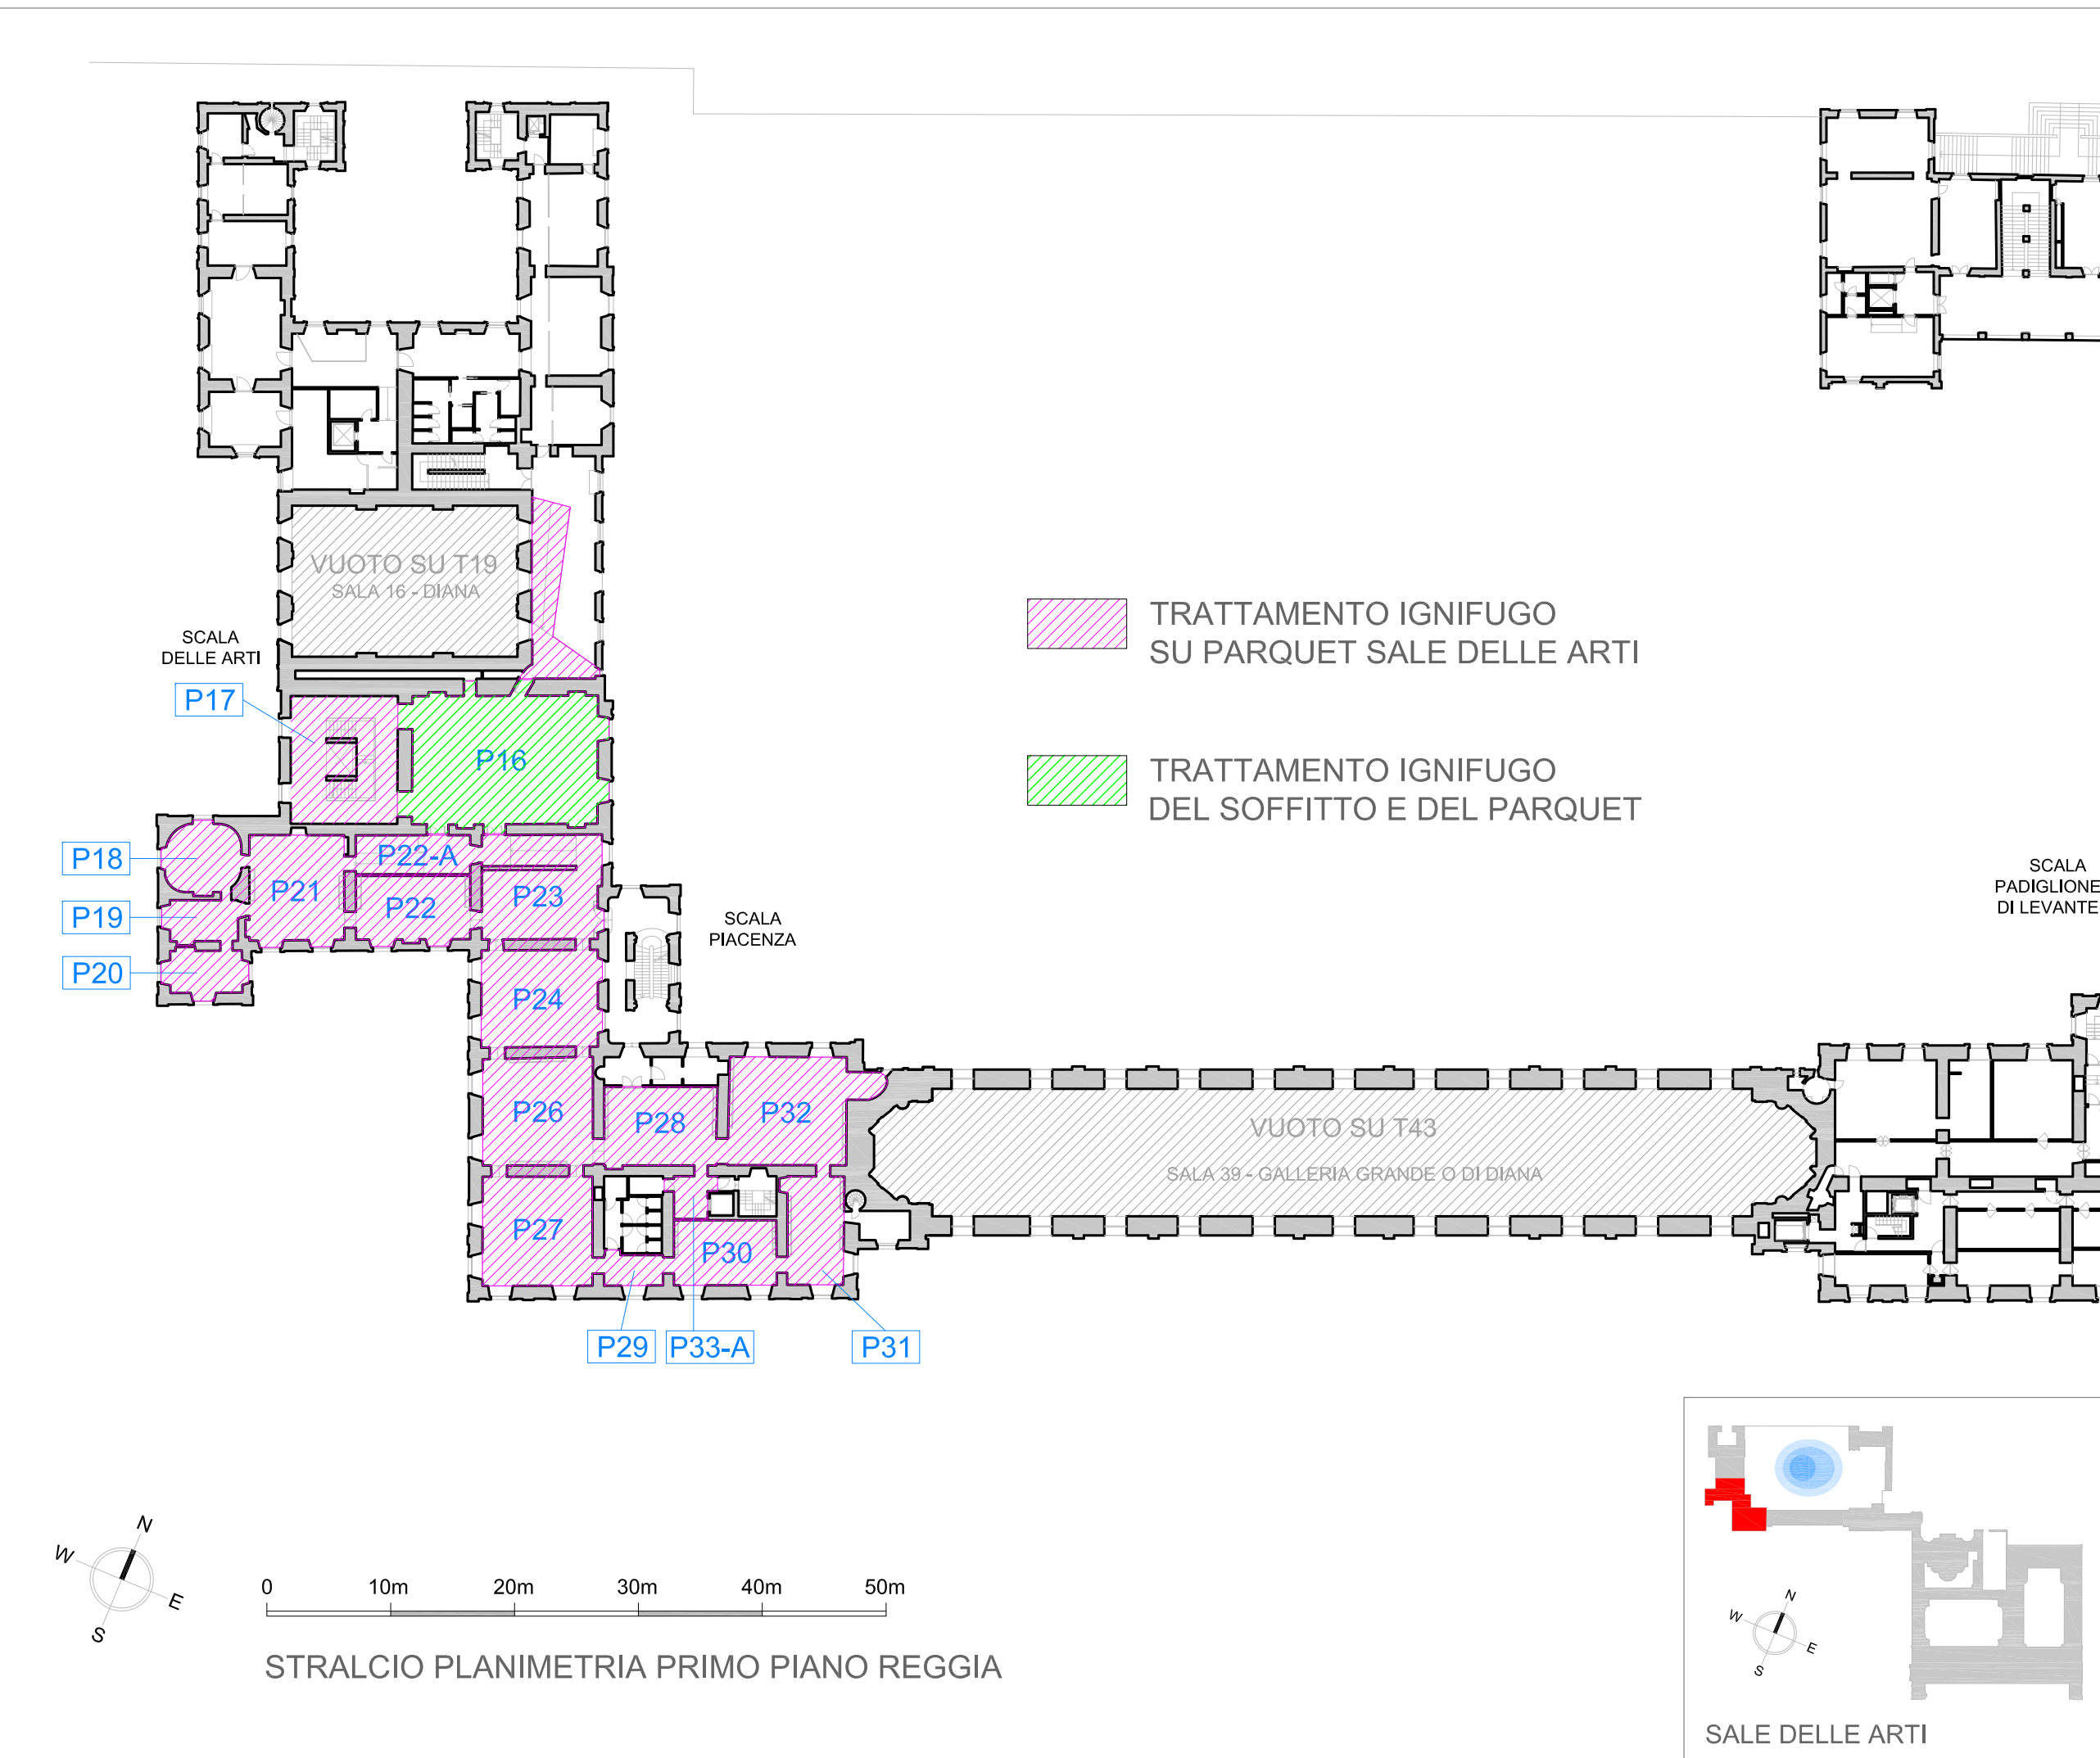 VUOTO SU T19
SALA 16 - DIANA
SCALA
DELLE ARTI
TRATTAMENTO IGNIFUGO
SU PARQUET SALE DELLE ARTI
P17
P16
TRATTAMENTO IGNIFUGO
DEL SOFFITTO E DEL PARQUET
P18
P22-A
P21
P22
P23
P19
P20
SCALA
PIACENZA
SCALA
PADIGLIONE
DI LEVANTE
P24
P26
P28
P32
VUOTO SU T43
SALA 39 - GALLERIA GRANDE O DI DIANA
P27
P30
P29
P33-A
P31
N
W
E
S
0 10m 20m 30m 40m 50m
STRALCIO PLANIMETRIA PRIMO PIANO REGGIA
N
W
E
S
SALE DELLE ARTI